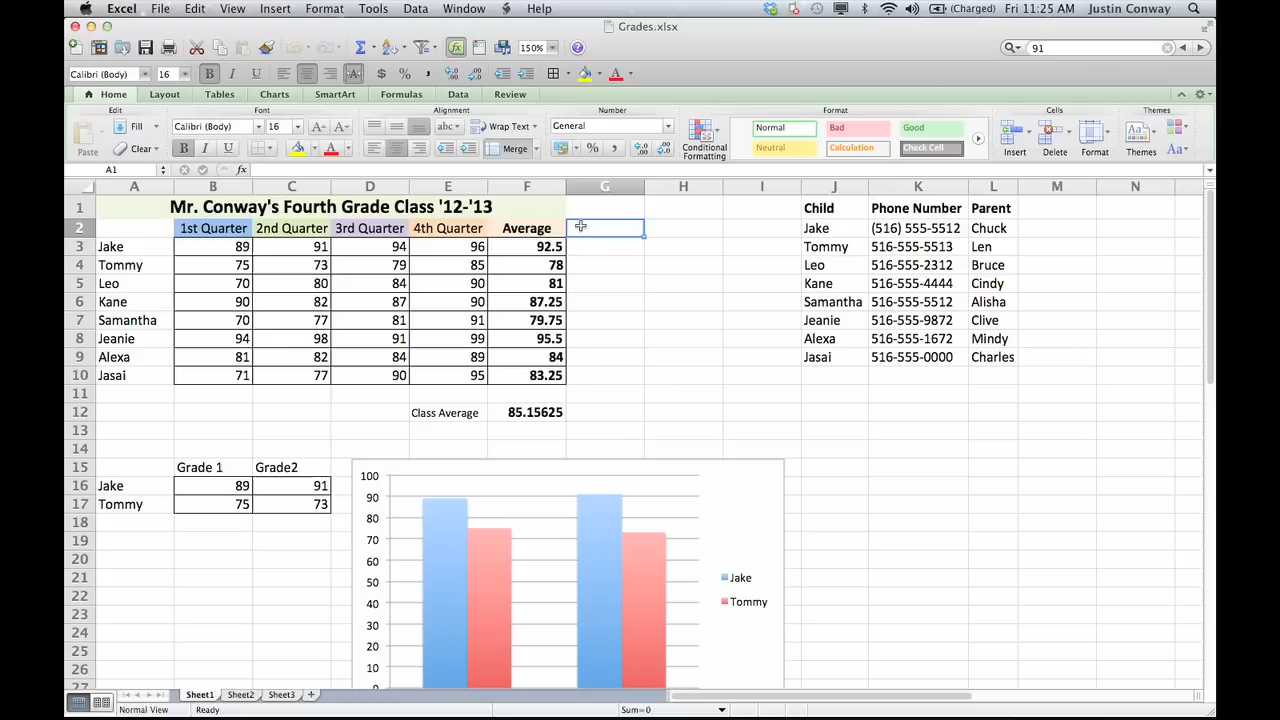 Excel File Edit View Insert Format Tools Data Window Help (Charged) Fri 11:25 AM Justin Conway
Grades.xlsx
150% 91
Calibri (Body) 16 B I U $ %
Home Layout Tables Charts SmartArt Formulas Data Review
Edit Font Alignment Number Format Cells Themes
Fill Calibri (Body) 16 A A abc Wrap Text General Normal Bad Good
Paste Clear B I U A Merge % Conditional Formatting Neutral Calculation Check Cell Insert Delete Format Themes Aa
A1 fx
A B C D E F G H I J K L M N
1 Mr. Conway's Fourth Grade Class '12-'13 Child Phone Number Parent
2 1st Quarter 2nd Quarter 3rd Quarter 4th Quarter Average Jake (516) 555-5512 Chuck
3 Jake 89 91 94 96 92.5 Tommy 516-555-5513 Len
4 Tommy 75 73 79 85 78 Leo 516-555-2312 Bruce
5 Leo 70 80 84 90 81 Kane 516-555-4444 Cindy
6 Kane 90 82 87 90 87.25 Samantha 516-555-5512 Alisha
7 Samantha 70 77 81 91 79.75 Jeanie 516-555-9872 Clive
8 Jeanie 94 98 91 99 95.5 Alexa 516-555-1672 Mindy
9 Alexa 81 82 84 89 84 Jasai 516-555-0000 Charles
10 Jasai 71 77 90 95 83.25
11
12 Class Average 85.15625
13
14
15 Grade 1 Grade2
16 Jake 89 91
17 Tommy 75 73
18
19
20
21
22
23
24
25
26
27
100
90
80
70
60
50
40
30
20
10
0
Jake
Tommy
Sheet1 Sheet2 Sheet3
Normal View Ready Sum=0